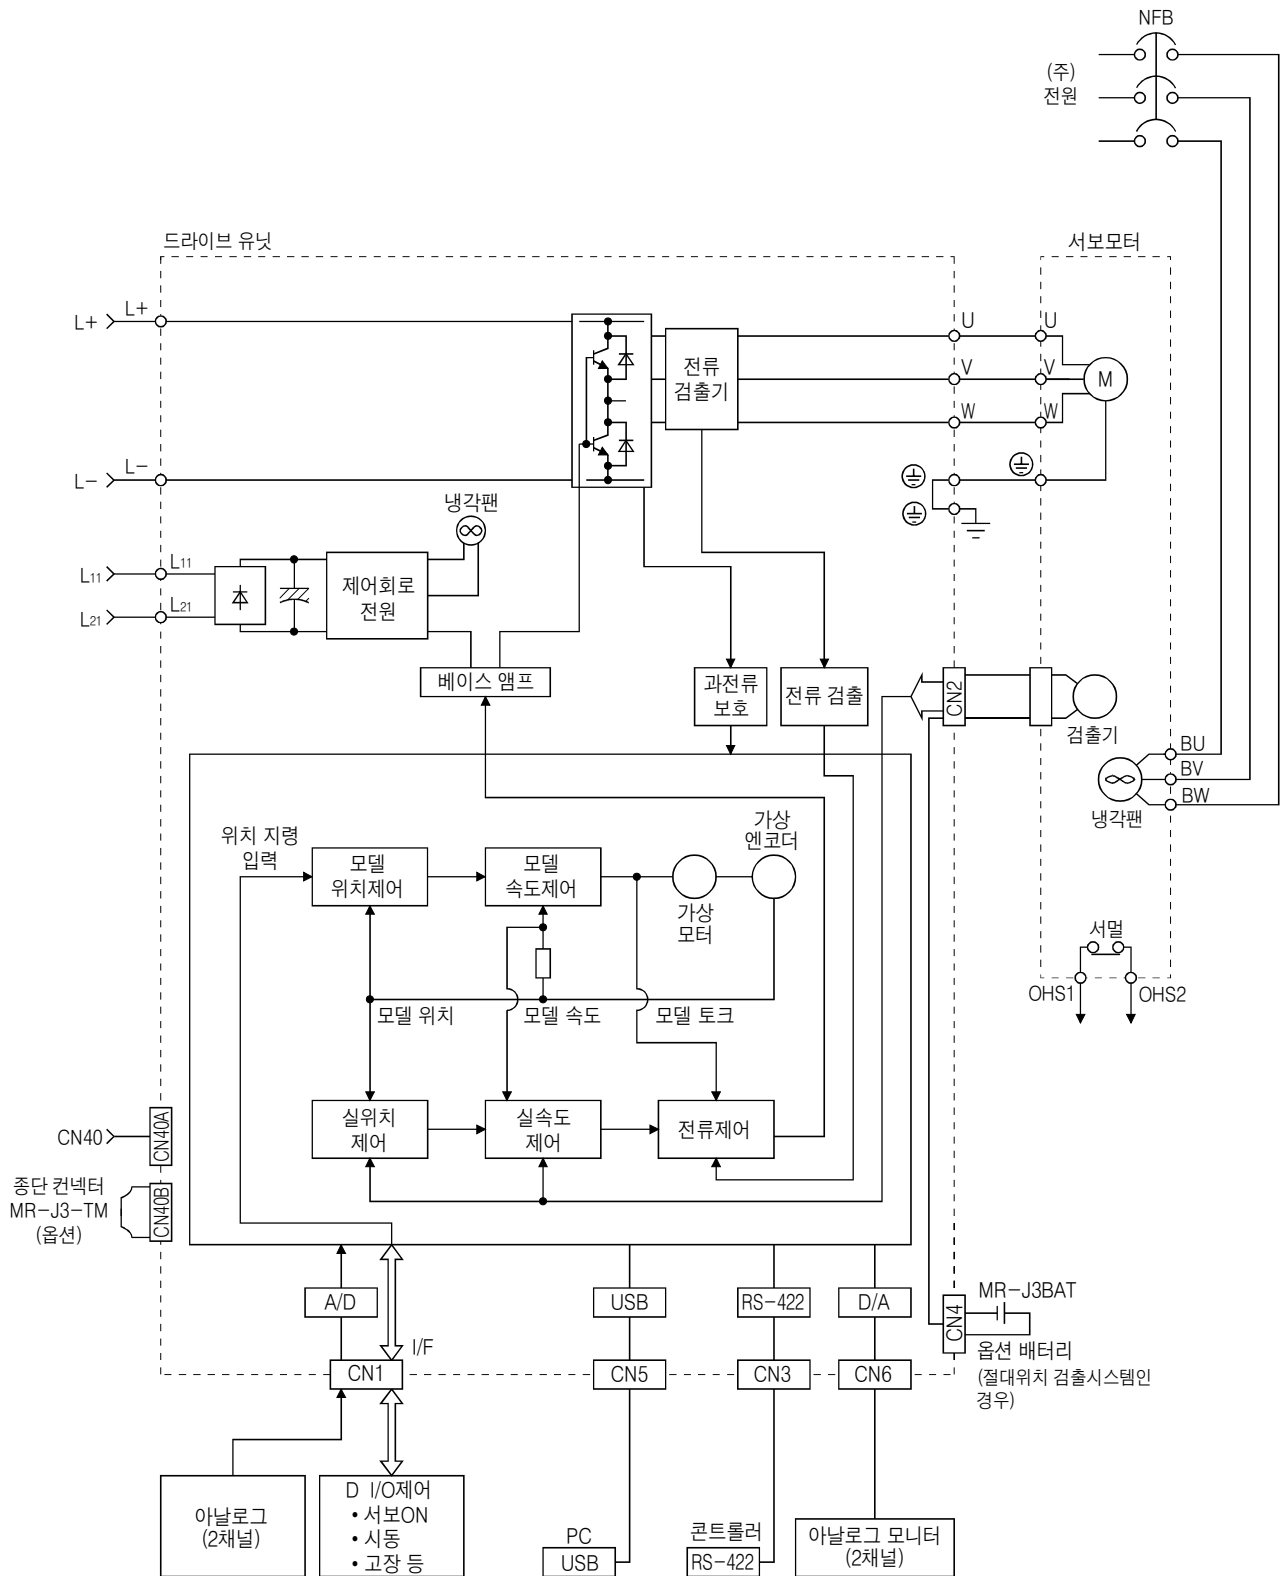 NFB
(주)
전원
드라이브 유닛
서보모터
L+
L+
U
U
전류
검출기
V
V
M
W
W
L-
L-
냉각팬
L11
L11
제어회로
전원
L21
L21
베이스 앰프
과전류
보호
전류 검출
CN2
검출기
BU
BV
BW
냉각팬
위치 지령
입력
모델
위치제어
모델
속도제어
가상
엔코더
가상
모터
서멀
OHS1
OHS2
모델 위치
모델 속도
모델 토크
CN40
CN40A
실위치
제어
실속도
제어
전류제어
종단 컨넥터
MR-J3-TM
(옵션)
CN40B
A/D
USB
RS-422
D/A
CN4
MR-J3BAT
옵션 배터리
(절대위치 검출시스템인
경우)
I/F
CN1
CN5
CN3
CN6
아날로그
(2채널)
D I/O제어
• 서보ON
• 시동
• 고장 등
PC
USB
콘트롤러
RS-422
아날로그 모니터
(2채널)